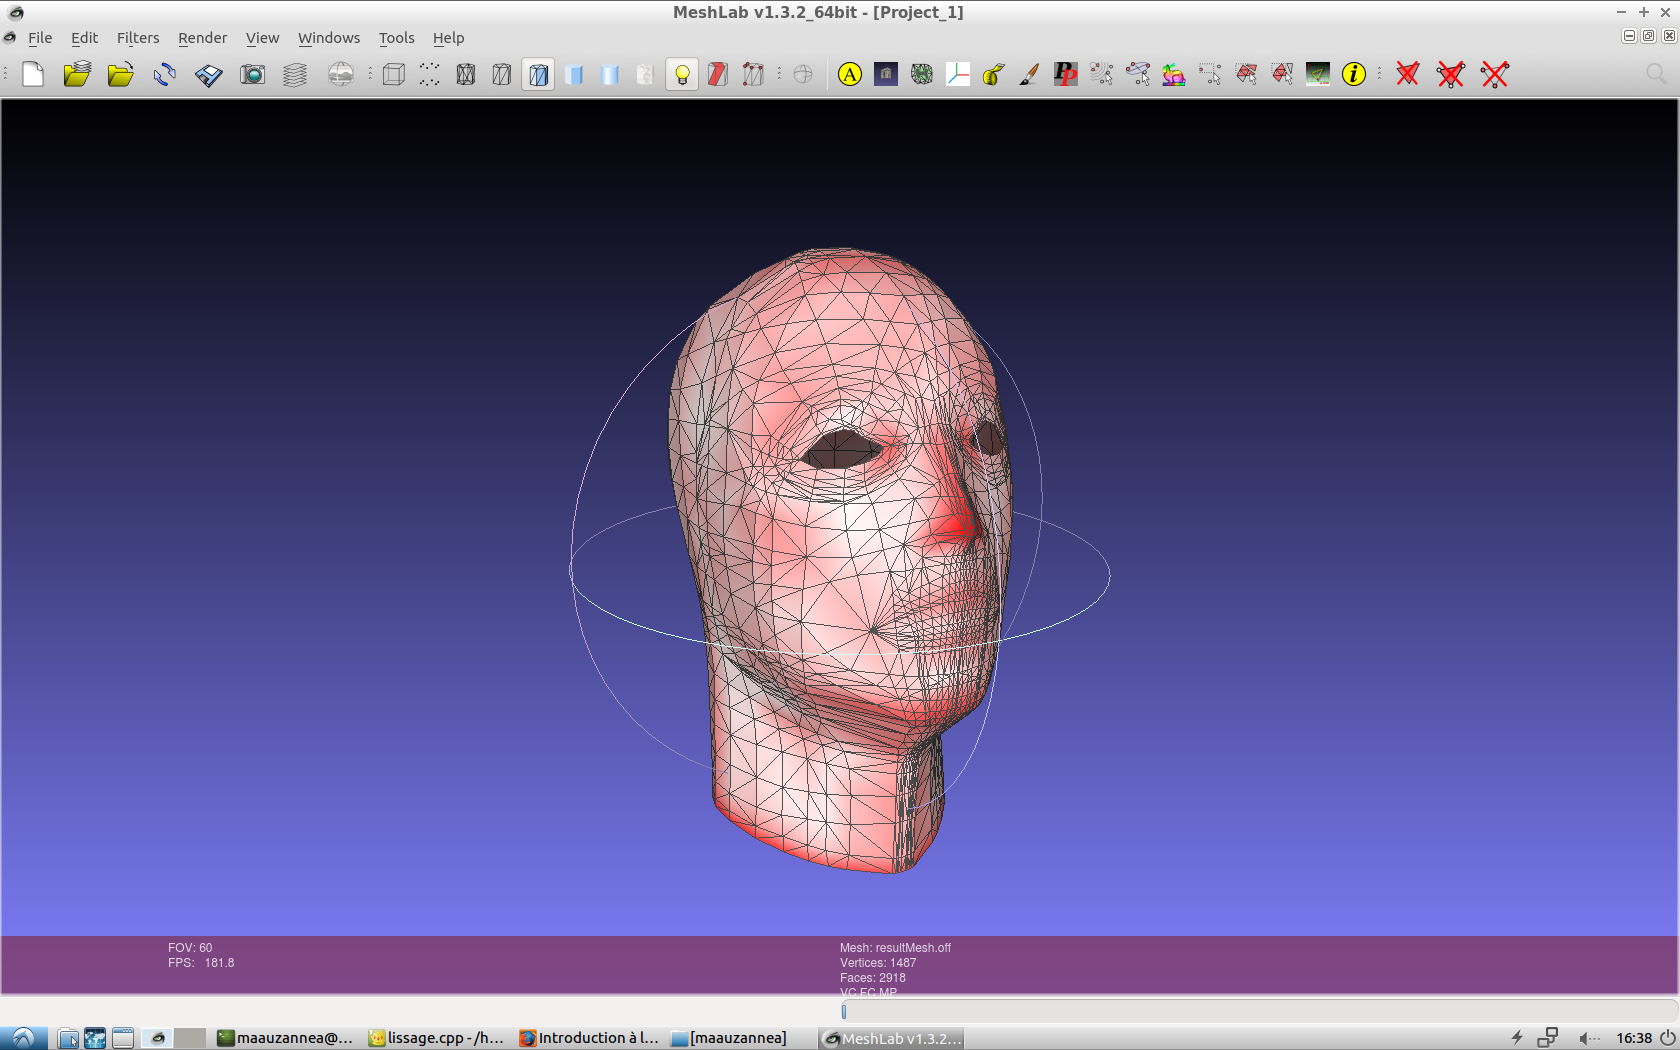 MeshLab v1.3.2_64bit - [Project_1]
File Edit Filters Render View Windows Tools Help
A
PP
i
FOV: 60
FPS: 181.8
Mesh: resultMesh.off
Vertices: 1487
Faces: 2918
VC FC MP
maauzannea@... lissage.cpp - /h... Introduction à l... [maauzannea] MeshLab v1.3.2... 16:38